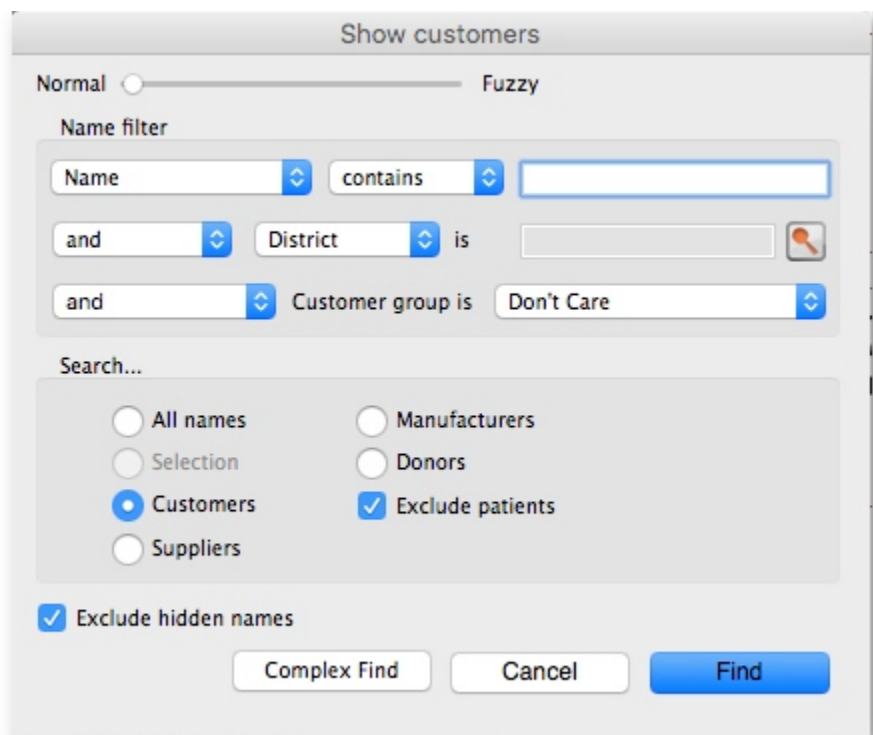 Show customers
Normal Fuzzy
Name filter
Name contains
and District is
and Customer group is Don't Care
Search...
All names Manufacturers
Selection Donors
Customers Exclude patients
Suppliers
Exclude hidden names
Complex Find Cancel Find